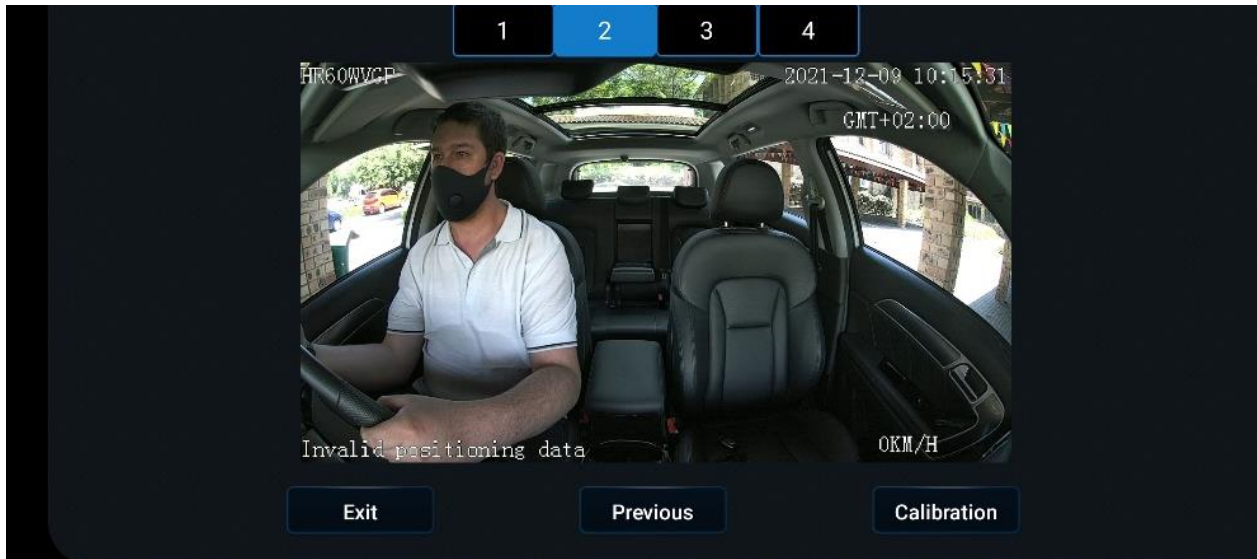 1 2 3 4
HR60WVGP 2021-12-09 10:15:31
GMT+02:00
Invalid positioning data 0KM/H
Exit Previous Calibration